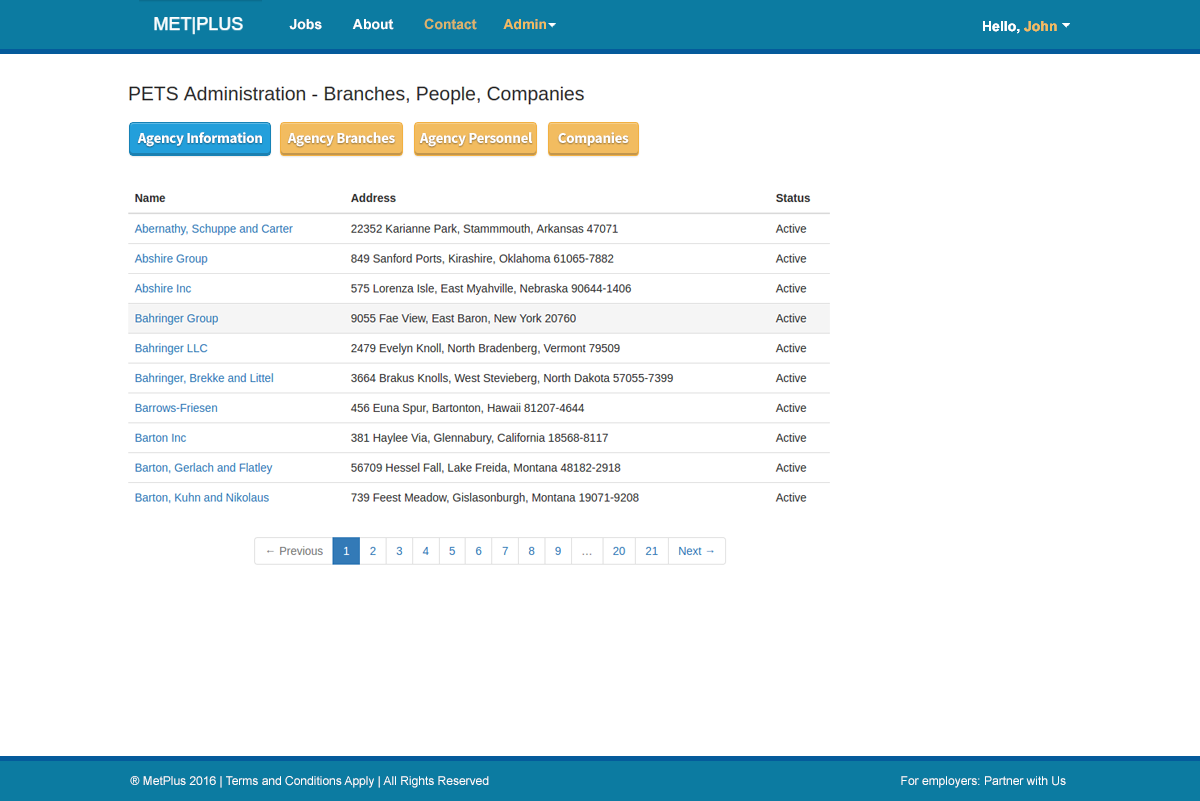 MET|PLUS Jobs About Contact Admin Hello, John
PETS Administration - Branches, People, Companies
Agency Information Agency Branches Agency Personnel Companies
Name Address Status
Abernathy, Schuppe and Carter 22352 Karianne Park, Stammmouth, Arkansas 47071 Active
Abshire Group 849 Sanford Ports, Kirashire, Oklahoma 61065-7882 Active
Abshire Inc 575 Lorenza Isle, East Myahville, Nebraska 90644-1406 Active
Bahringer Group 9055 Fae View, East Baron, New York 20760 Active
Bahringer LLC 2479 Evelyn Knoll, North Bradenberg, Vermont 79509 Active
Bahringer, Brekke and Littel 3664 Brakus Knolls, West Stevieberg, North Dakota 57055-7399 Active
Barrows-Friesen 456 Euna Spur, Bartonton, Hawaii 81207-4644 Active
Barton Inc 381 Haylee Via, Glennabury, California 18568-8117 Active
Barton, Gerlach and Flatley 56709 Hessel Fall, Lake Freida, Montana 48182-2918 Active
Barton, Kuhn and Nikolaus 739 Feest Meadow, Gislasonburgh, Montana 19071-9208 Active
← Previous 1 2 3 4 5 6 7 8 9 … 20 21 Next →
® MetPlus 2016 | Terms and Conditions Apply | All Rights Reserved For employers: Partner with Us